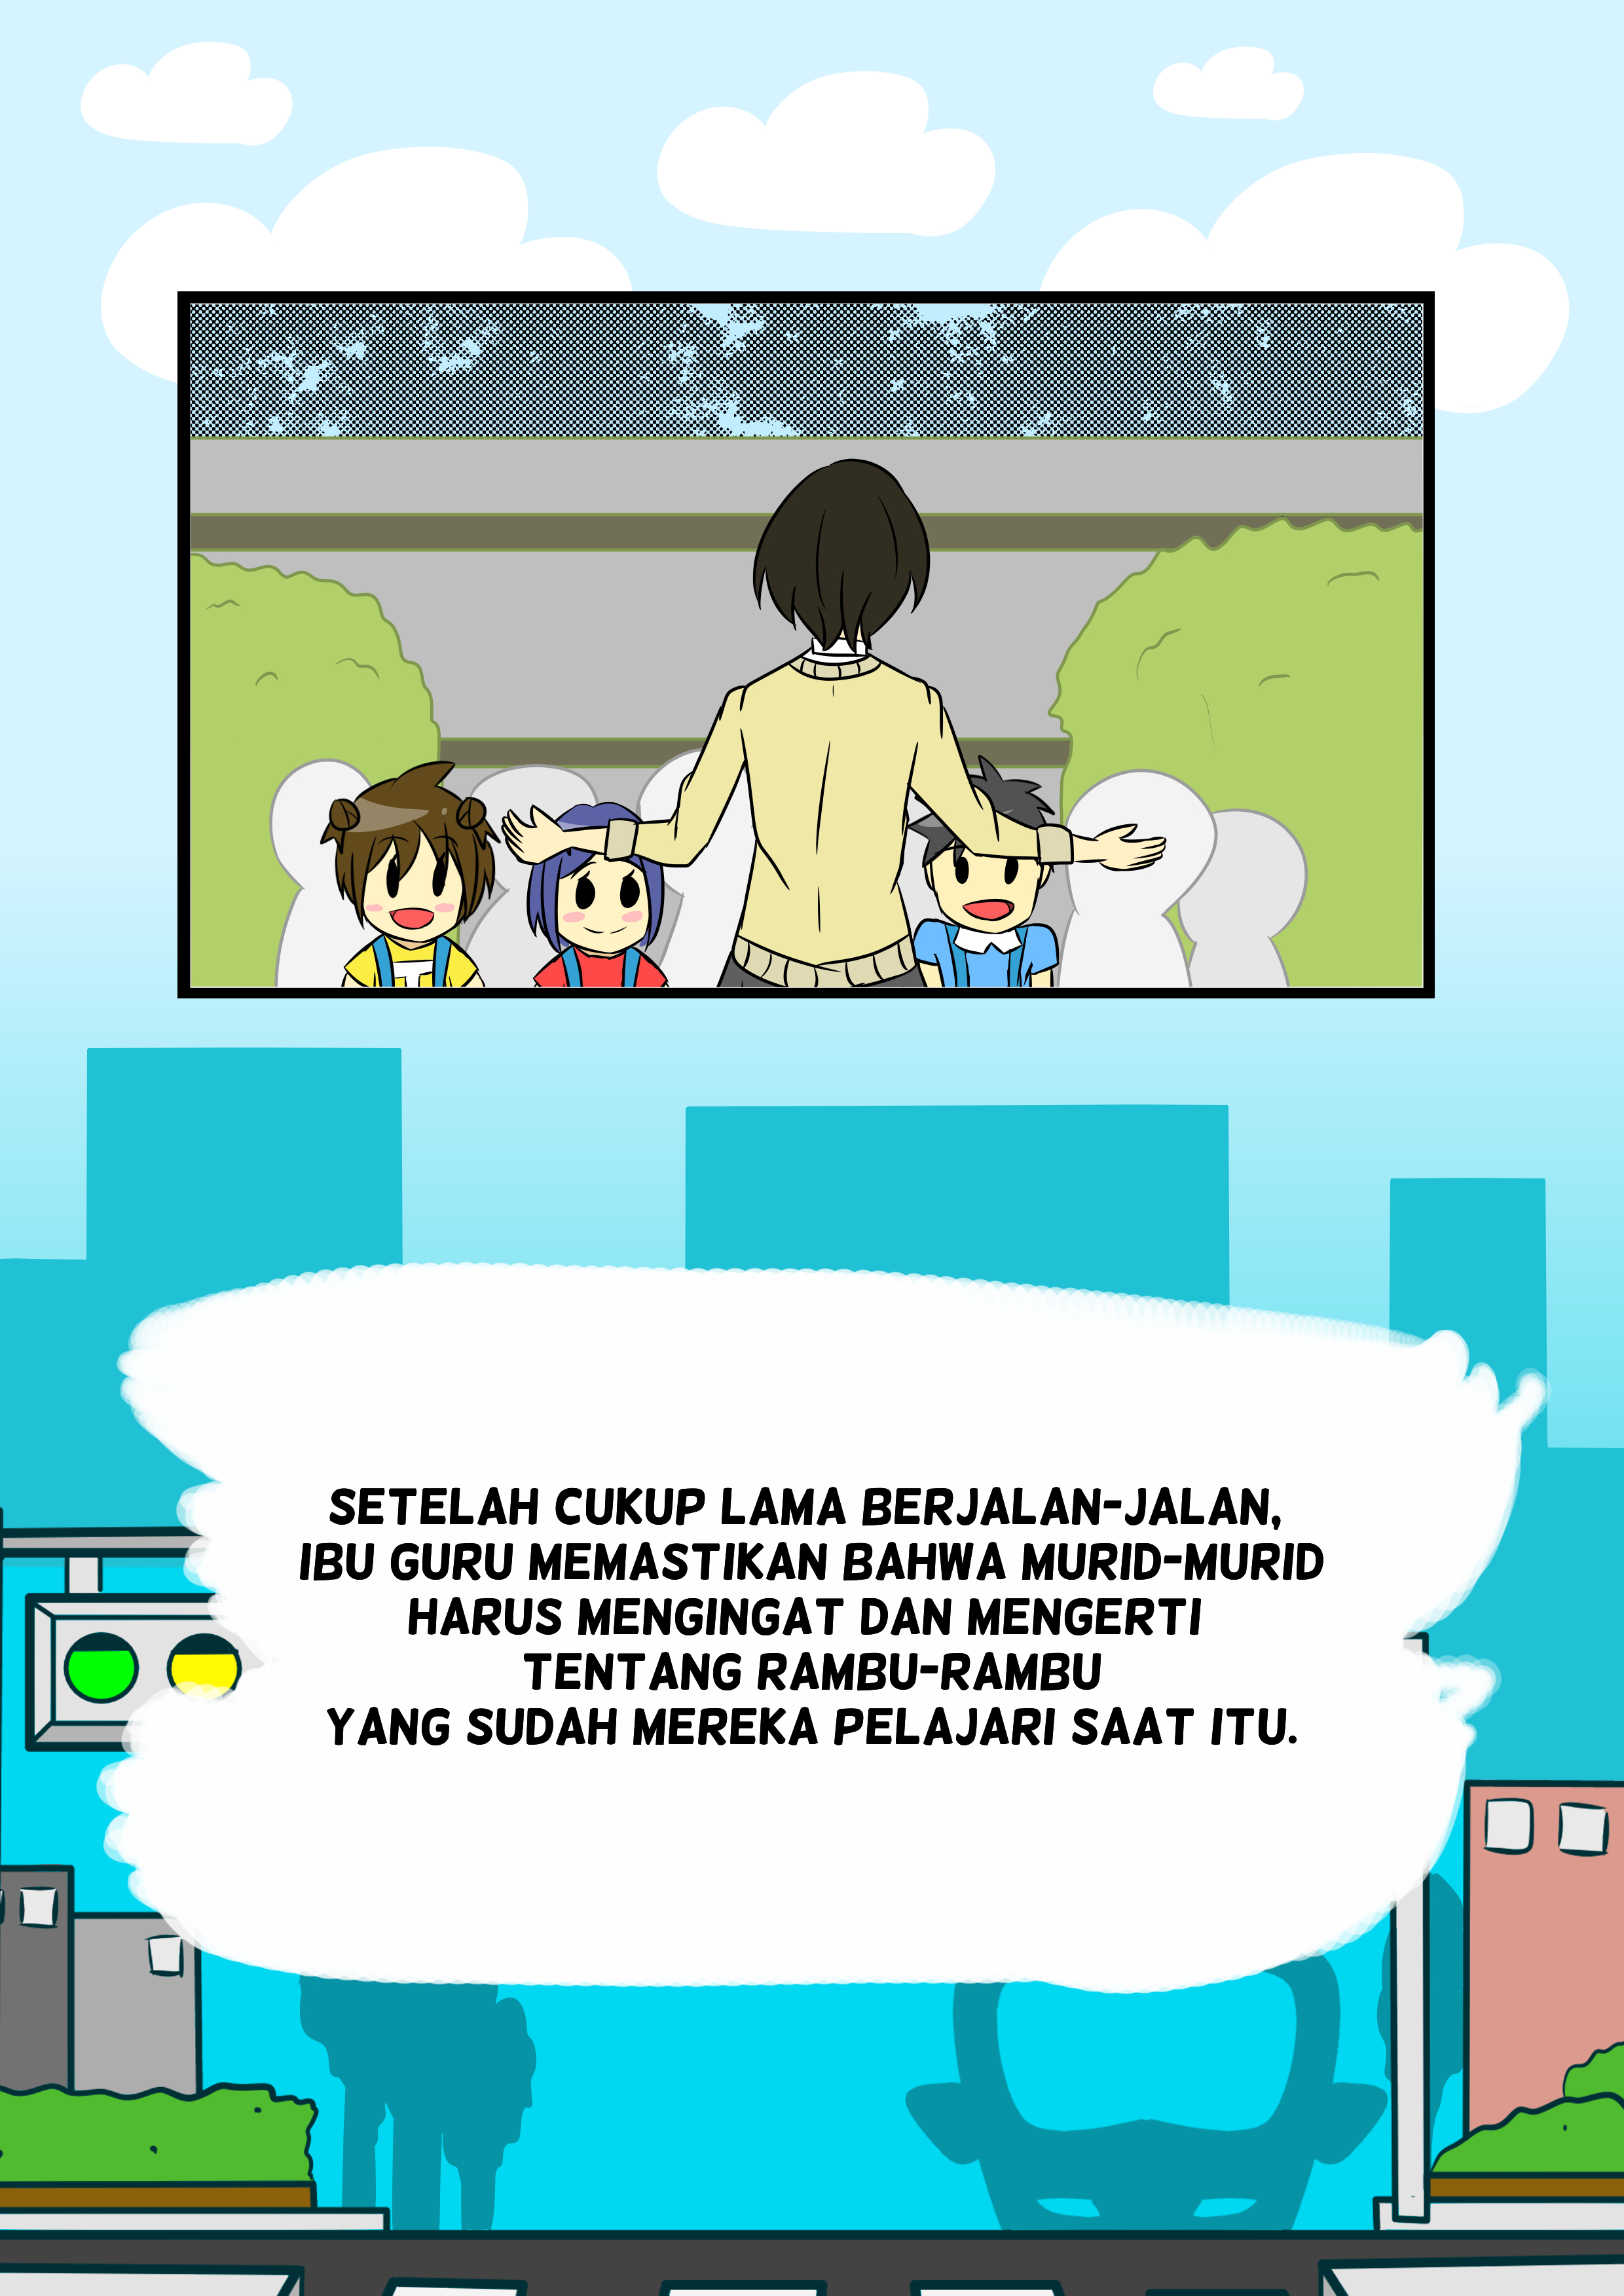 SETELAH CUKUP LAMA BERJALAN-JALAN,
IBU GURU MEMASTIKAN BAHWA MURID-MURID
HARUS MENGINGAT DAN MENGERTI
TENTANG RAMBU-RAMBU
YANG SUDAH MEREKA PELAJARI SAAT ITU.